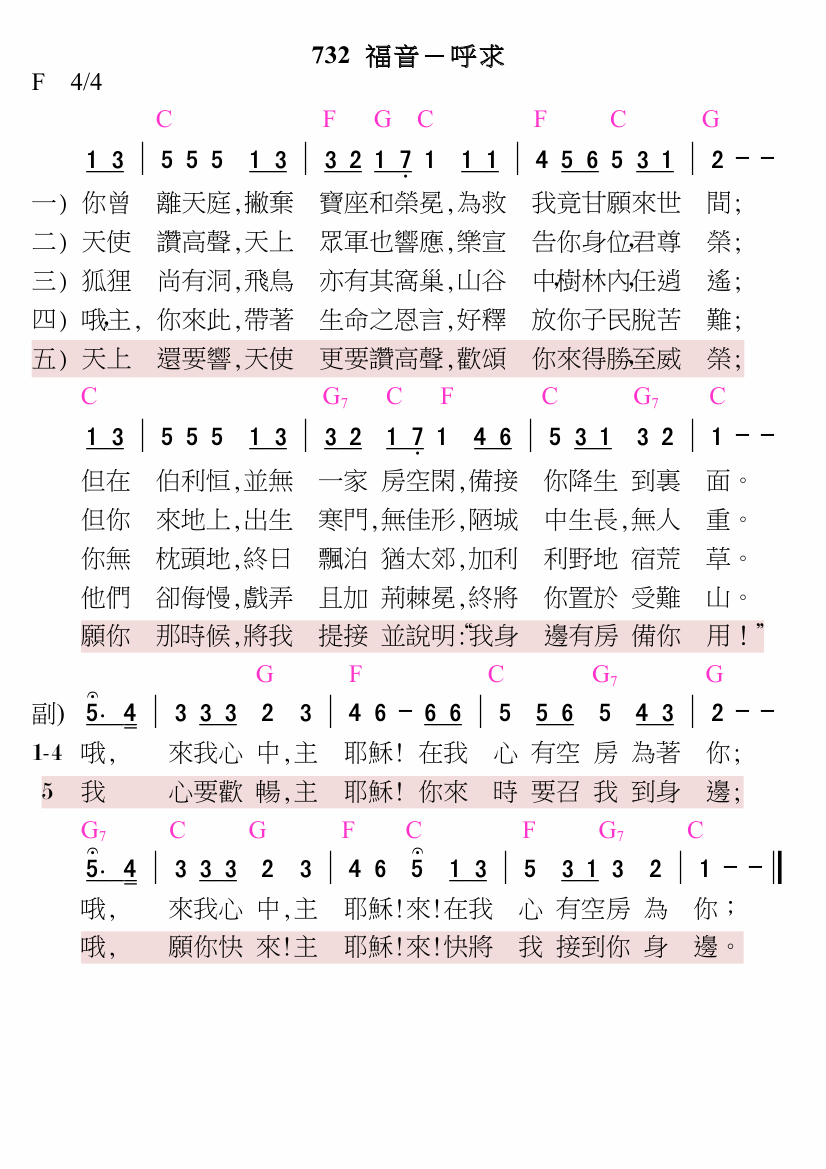 732 福音－呼求
F 4/4
C F G C F C G
1 3 | 5 5 5 1 3 | 3 2 1 7 1 1 1 | 4 5 6 5 3 1 | 2 － －
一) 你曾 離天庭,撇棄 寶座和榮冕,為救 我竟甘願來世 間;
二) 天使 讚高聲,天上 眾軍也響應,樂宣 告你身位,君尊 榮;
三) 狐狸 尚有洞,飛鳥 亦有其窩巢,山谷 中,樹林內,任逍 遙;
四) 哦,主, 你來此,帶著 生命之恩言,好釋 放你子民脫苦 難;
五) 天上 還要響,天使 更要讚高聲,歡頌 你來得勝,至威 榮;
C G7 C F C G7 C
1 3 | 5 5 5 1 3 | 3 2 1 7 1 4 6 | 5 3 1 3 2 | 1 － －
但在 伯利恒,並無 一家 房空閑,備接 你降生 到裏 面。
但你 來地上,出生 寒門,無佳形,陋城 中生長,無人 重。
你無 枕頭地,終日 飄泊 猶太郊,加利 利野地 宿荒 草。
他們 卻侮慢,戲弄 且加 荊棘冕,終將 你置於 受難 山。
願你 那時候,將我 提接 並說明:“我身 邊有房 備你 用!”
G F C G7 G
副) 5. 4 | 3 3 3 2 3 | 4 6 － 6 6 | 5 5 6 5 4 3 | 2 － －
1-4 哦, 來我心 中,主 耶穌! 在我 心 有空 房 為著 你;
5 我 心要歡 暢,主 耶穌! 你來 時 要召 我 到身 邊;
G7 C G F C F G7 C
5. 4 | 3 3 3 2 3 | 4 6 5 1 3 | 5 3 1 3 2 | 1 － － ‖
哦, 來我心 中,主 耶穌!來!在我 心 有空房 為 你;
哦, 願你快 來!主 耶穌!來!快將 我 接到你 身 邊。